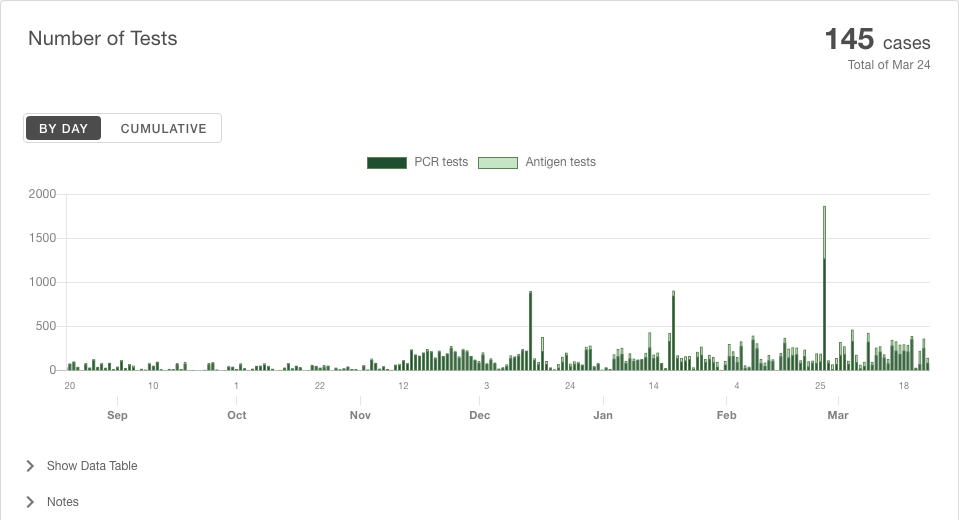 Number of Tests
145 cases
Total of Mar 24
BY DAY CUMULATIVE
PCR tests Antigen tests
2000
1500
1000
500
0
20 10 1 22 12 3 24 14 4 25 18
Sep Oct Nov Dec Jan Feb Mar
Show Data Table
Notes